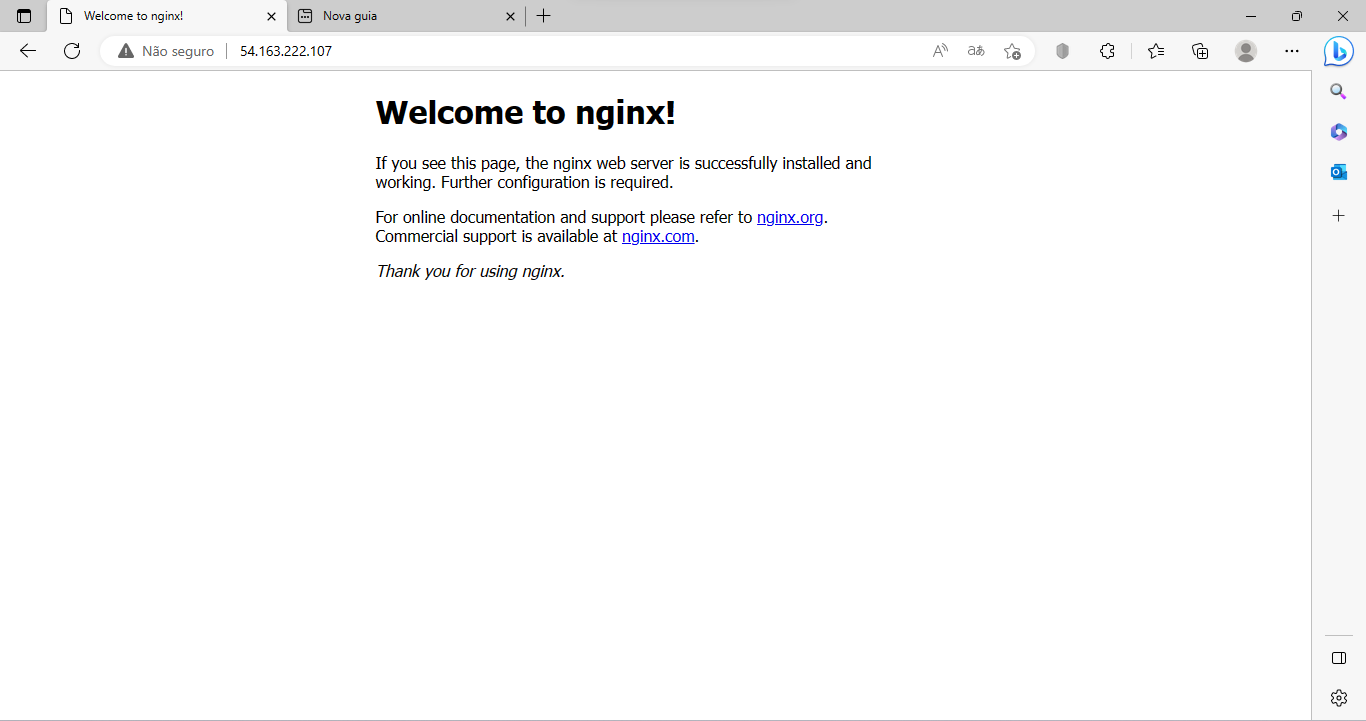 Welcome to nginx!
Nova guia
Não seguro
54.163.222.107
Welcome to nginx!
If you see this page, the nginx web server is successfully installed and
working. Further configuration is required.
For online documentation and support please refer to nginx.org.
Commercial support is available at nginx.com.
Thank you for using nginx.